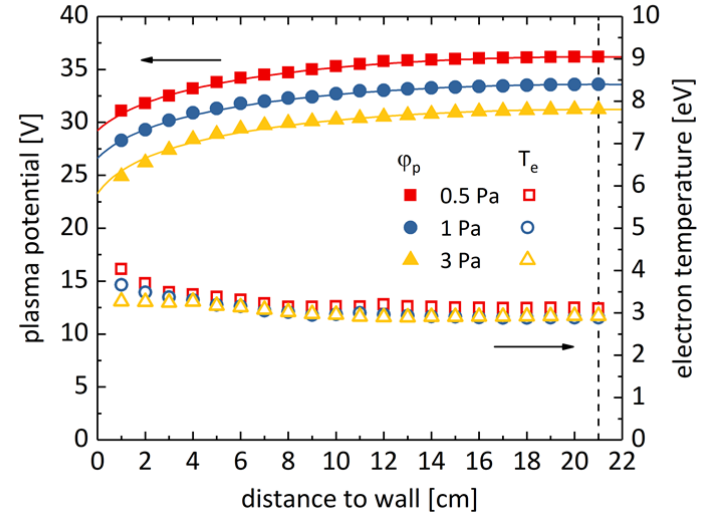 40
35
30
25
20
15
10
5
0
plasma potential [V]
10
9
8
7
6
5
4
3
2
1
0
electron temperature [eV]
φp Te
0.5 Pa
1 Pa
3 Pa
0 2 4 6 8 10 12 14 16 18 20 22
distance to wall [cm]